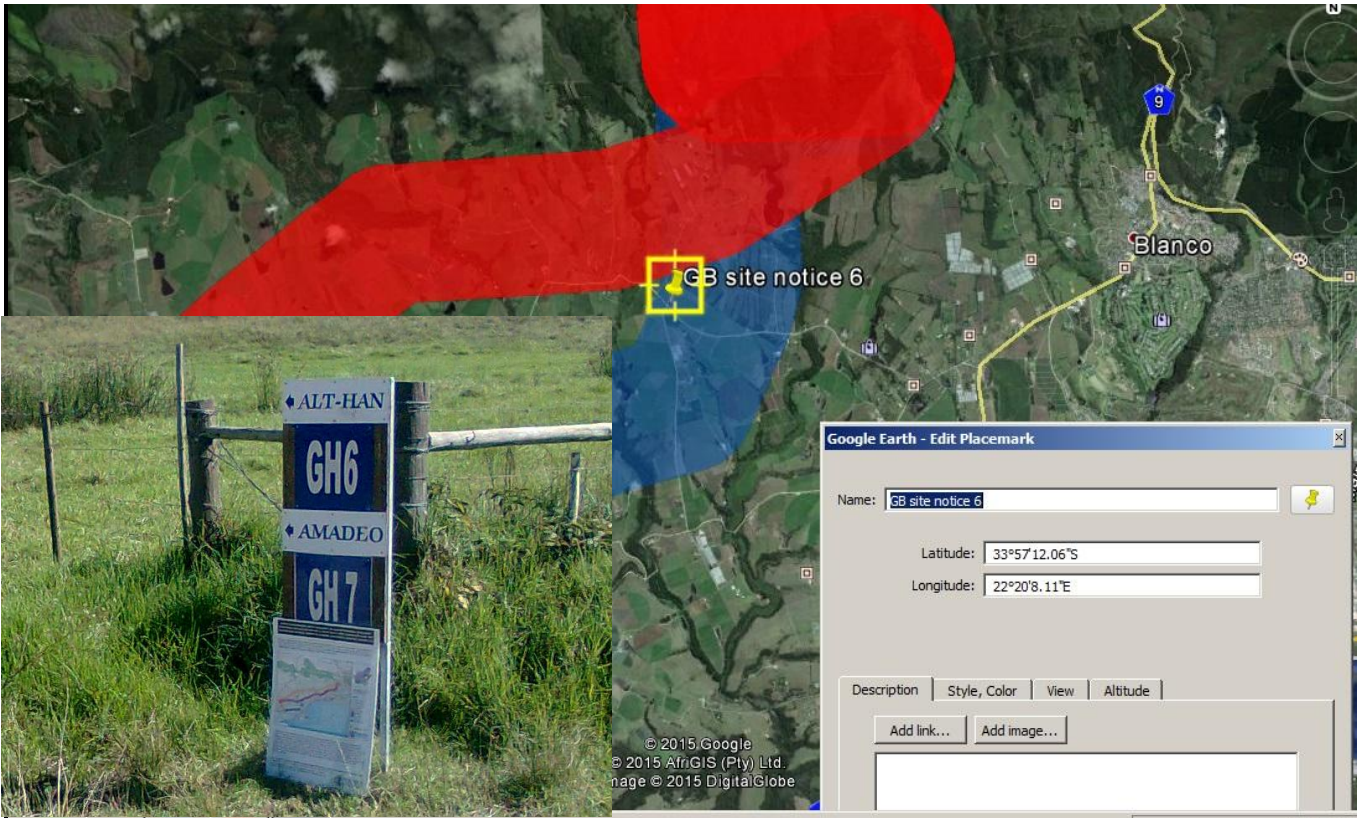 N
9
Blanco
GB site notice 6
ALT-HAN
GH6
AMADEO
GH 7
© 2015 Google
© 2015 AfriGIS (Pty) Ltd.
Image © 2015 DigitalGlobe
Google Earth - Edit Placemark
Name: GB site notice 6
Latitude: 33°57'12.06"S
Longitude: 22°20'8.11"E
Description Style, Color View Altitude
Add link... Add image...